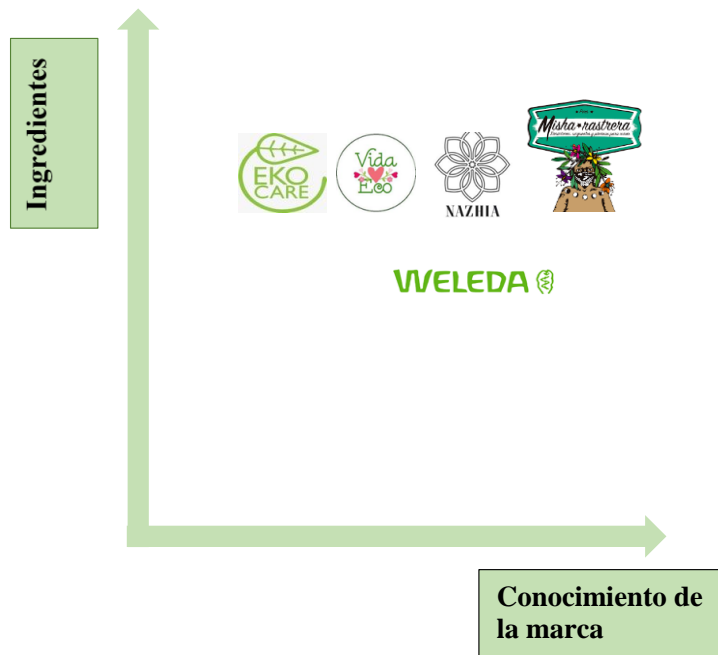 Ingredientes
EKO
CARE
Vida
Eco
NAZHIA
Misha rastrera
WELEDA
Conocimiento de
la marca